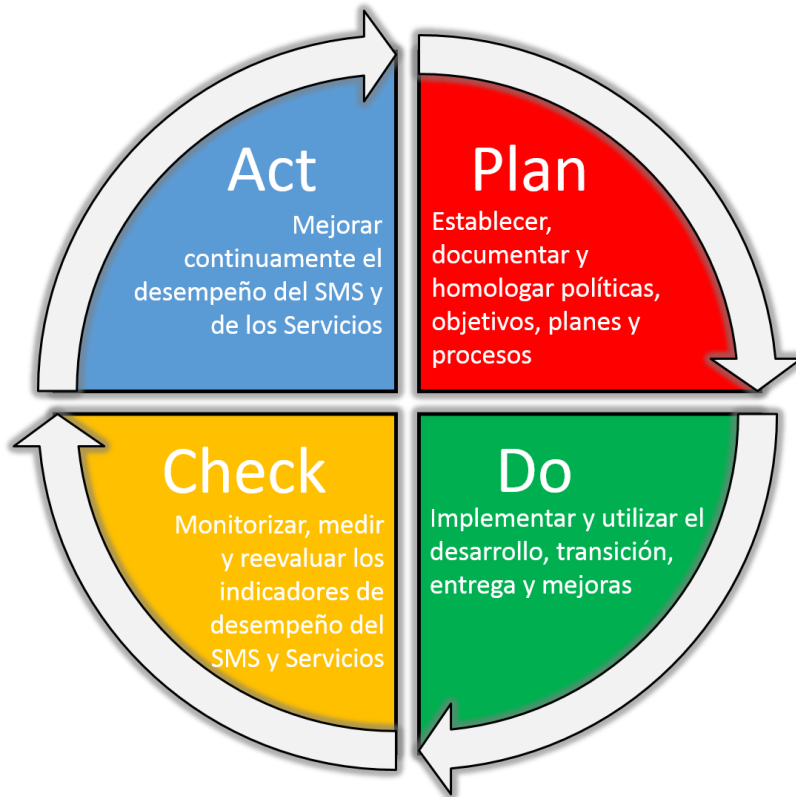 Act
Mejorar
continuamente el
desempeño del SMS y
de los Servicios
Plan
Establecer,
documentar y
homologar políticas,
objetivos, planes y
procesos
Check
Monitorizar, medir
y reevaluar los
indicadores de
desempeño del
SMS y Servicios
Do
Implementar y utilizar el
desarrollo, transición,
entrega y mejoras